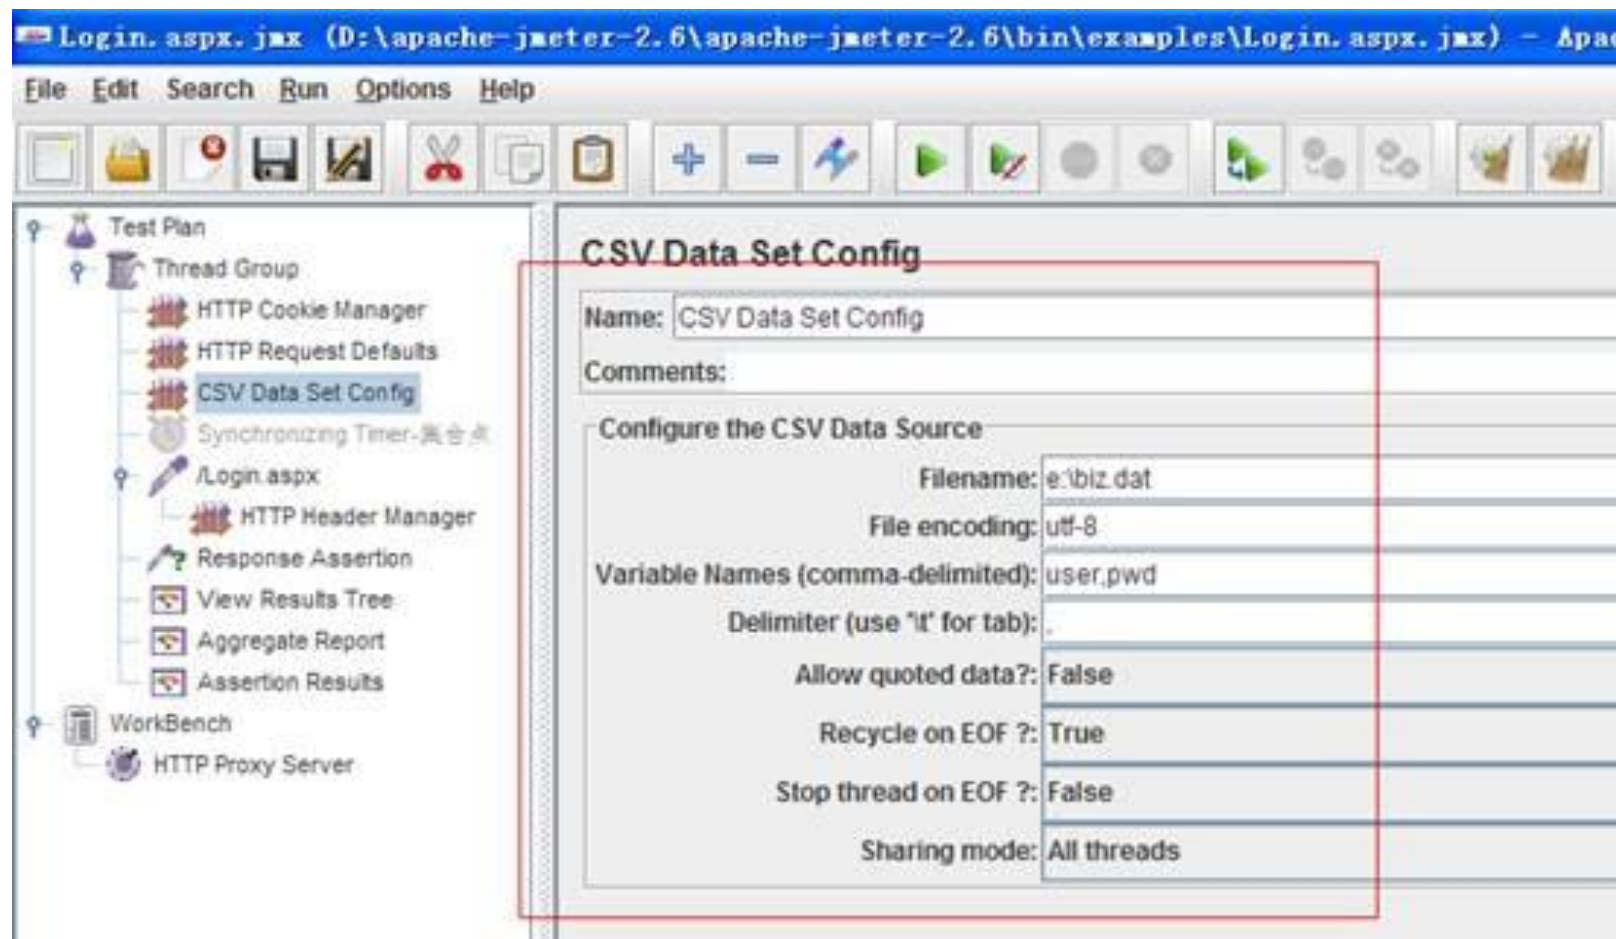 Login.aspx.jmx (D:\apache-jmeter-2.6\apache-jmeter-2.6\bin\examples\Login.aspx.jmx) - Apac
File Edit Search Run Options Help
Test Plan
Thread Group
HTTP Cookie Manager
HTTP Request Defaults
CSV Data Set Config
Synchronizing Timer-集合点
/Login.aspx
HTTP Header Manager
Response Assertion
View Results Tree
Aggregate Report
Assertion Results
WorkBench
HTTP Proxy Server
CSV Data Set Config
Name: CSV Data Set Config
Comments:
Configure the CSV Data Source
Filename: e:\biz.dat
File encoding: utf-8
Variable Names (comma-delimited): user,pwd
Delimiter (use '\t' for tab): ,
Allow quoted data?: False
Recycle on EOF ?: True
Stop thread on EOF ?: False
Sharing mode: All threads